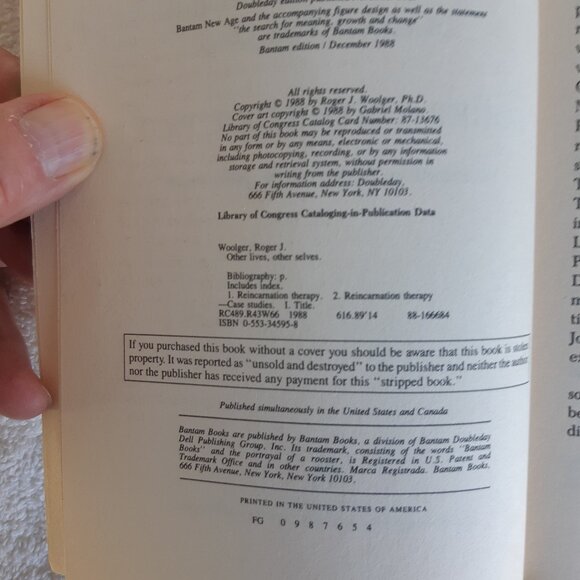 Doubleday edition
Bantam New Age and the accompanying figure design as well as the statement
"the search for meaning, growth and change"
are trademarks of Bantam Books.
Bantam edition / December 1988
All rights reserved.
Copyright © 1988 by Roger J. Woolger, Ph.D.
Cover art copyright © 1988 by Gabriel Molano.
Library of Congress Catalog Card Number: 87-13676
No part of this book may be reproduced or transmitted
in any form or by any means, electronic or mechanical,
including photocopying, recording, or by any information
storage and retrieval system, without permission in
writing from the publisher.
For information address: Doubleday,
666 Fifth Avenue, New York, NY 10103.
Library of Congress Cataloging-in-Publication Data
Woolger, Roger J.
Other lives, other selves.
Bibliography: p.
Includes index.
1. Reincarnation therapy. 2. Reincarnation therapy
—Case studies. 1. Title.
RC489.R43W66 1988 616.89'14 88-166684
ISBN 0-553-34595-8
If you purchased this book without a cover you should be aware that this book is stolen
property. It was reported as "unsold and destroyed" to the publisher and neither the author
nor the publisher has received any payment for this "stripped book."
Published simultaneously in the United States and Canada
Bantam Books are published by Bantam Books, a division of Bantam Doubleday
Dell Publishing Group, Inc. Its trademark, consisting of the words "Bantam
Books" and the portrayal of a rooster, is Registered in U.S. Patent and
Trademark Office and in other countries. Marca Registrada. Bantam Books,
666 Fifth Avenue, New York, New York 10103.
PRINTED IN THE UNITED STATES OF AMERICA
FG 0 9 8 7 6 5 4